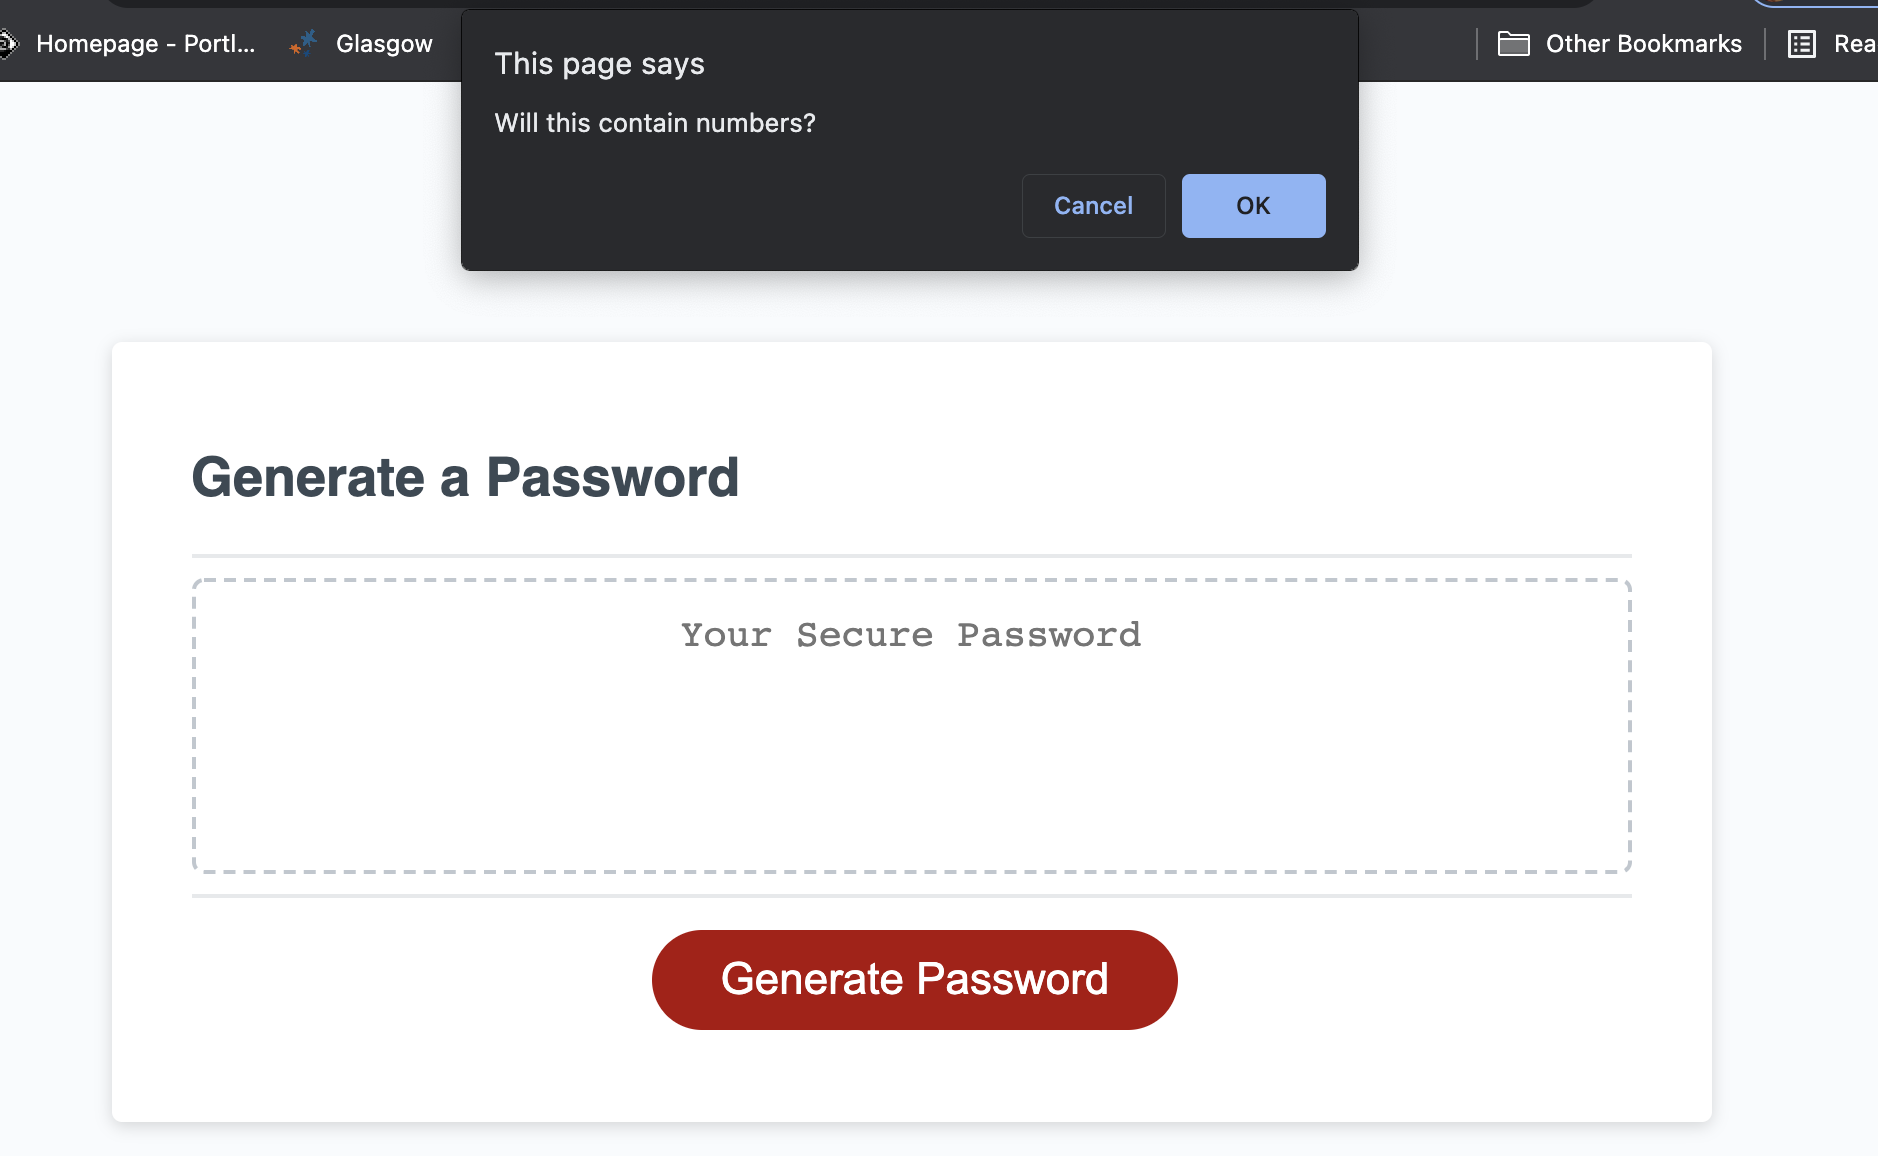 Homepage - Portl...
Glasgow
Other Bookmarks
Rea
This page says
Will this contain numbers?
Cancel
OK
Generate a Password
Your Secure Password
Generate Password